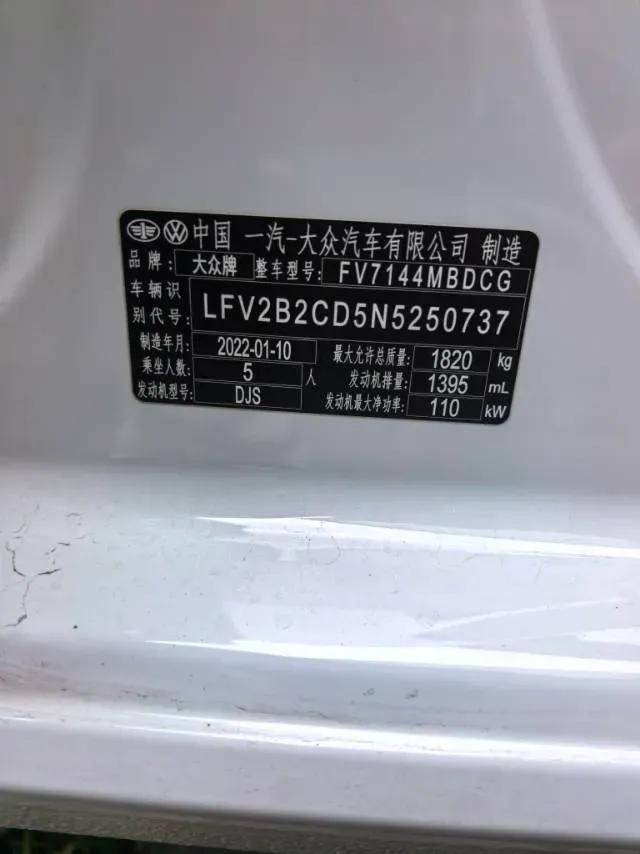 中国 一汽-大众汽车有限公司 制造
品牌: 大众牌 整车型号: FV7144MBDCG
车辆识别代号: LFV2B2CD5N5250737
制造年月: 2022-01-10 最大允许总质量: 1820 kg
乘坐人数: 5 人 发动机排量: 1395 mL
发动机型号: DJS 发动机最大净功率: 110 kW